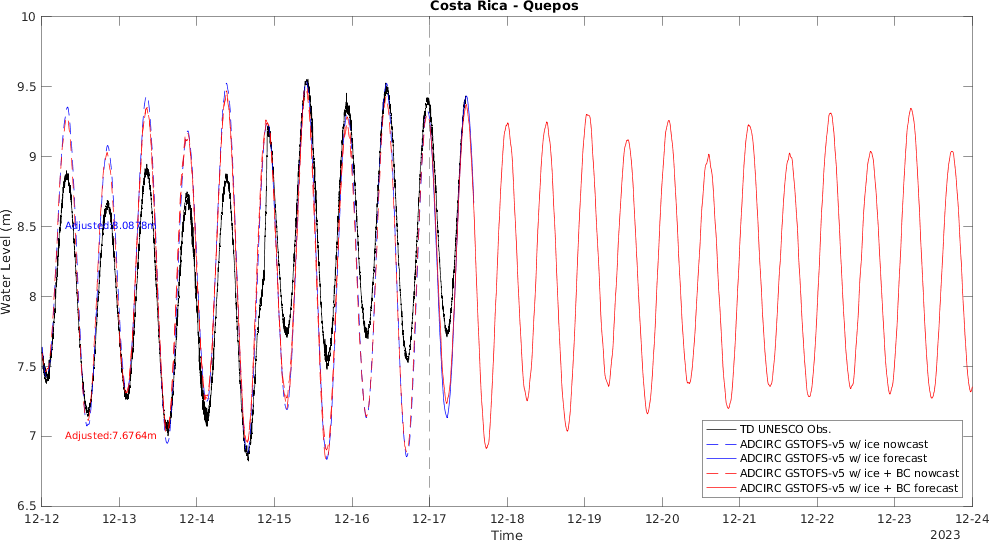 Costa Rica - Quepos
10
9.5
9
8.5
8
7.5
7
6.5
Water Level (m)
Adjusted:8.0878m
Adjusted:7.6764m
TD UNESCO Obs.
ADCIRC GSTOFS-v5 w/ ice nowcast
ADCIRC GSTOFS-v5 w/ ice forecast
ADCIRC GSTOFS-v5 w/ ice + BC nowcast
ADCIRC GSTOFS-v5 w/ ice + BC forecast
12-12 12-13 12-14 12-15 12-16 12-17 12-18 12-19 12-20 12-21 12-22 12-23 12-24
Time
2023